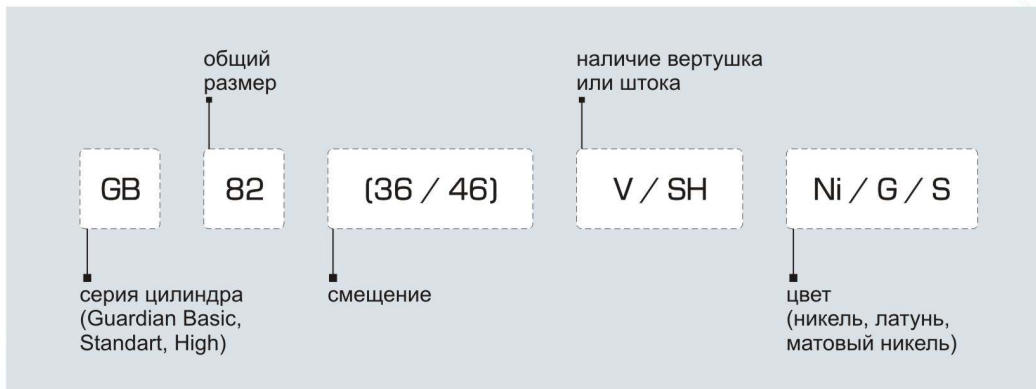 общий
размер
наличие вертушка
или штока
GB 82 (36 / 46) V / SH Ni / G / S
серия цилиндра
(Guardian Basic,
Standart, High)
смещение
цвет
(никель, латунь,
матовый никель)